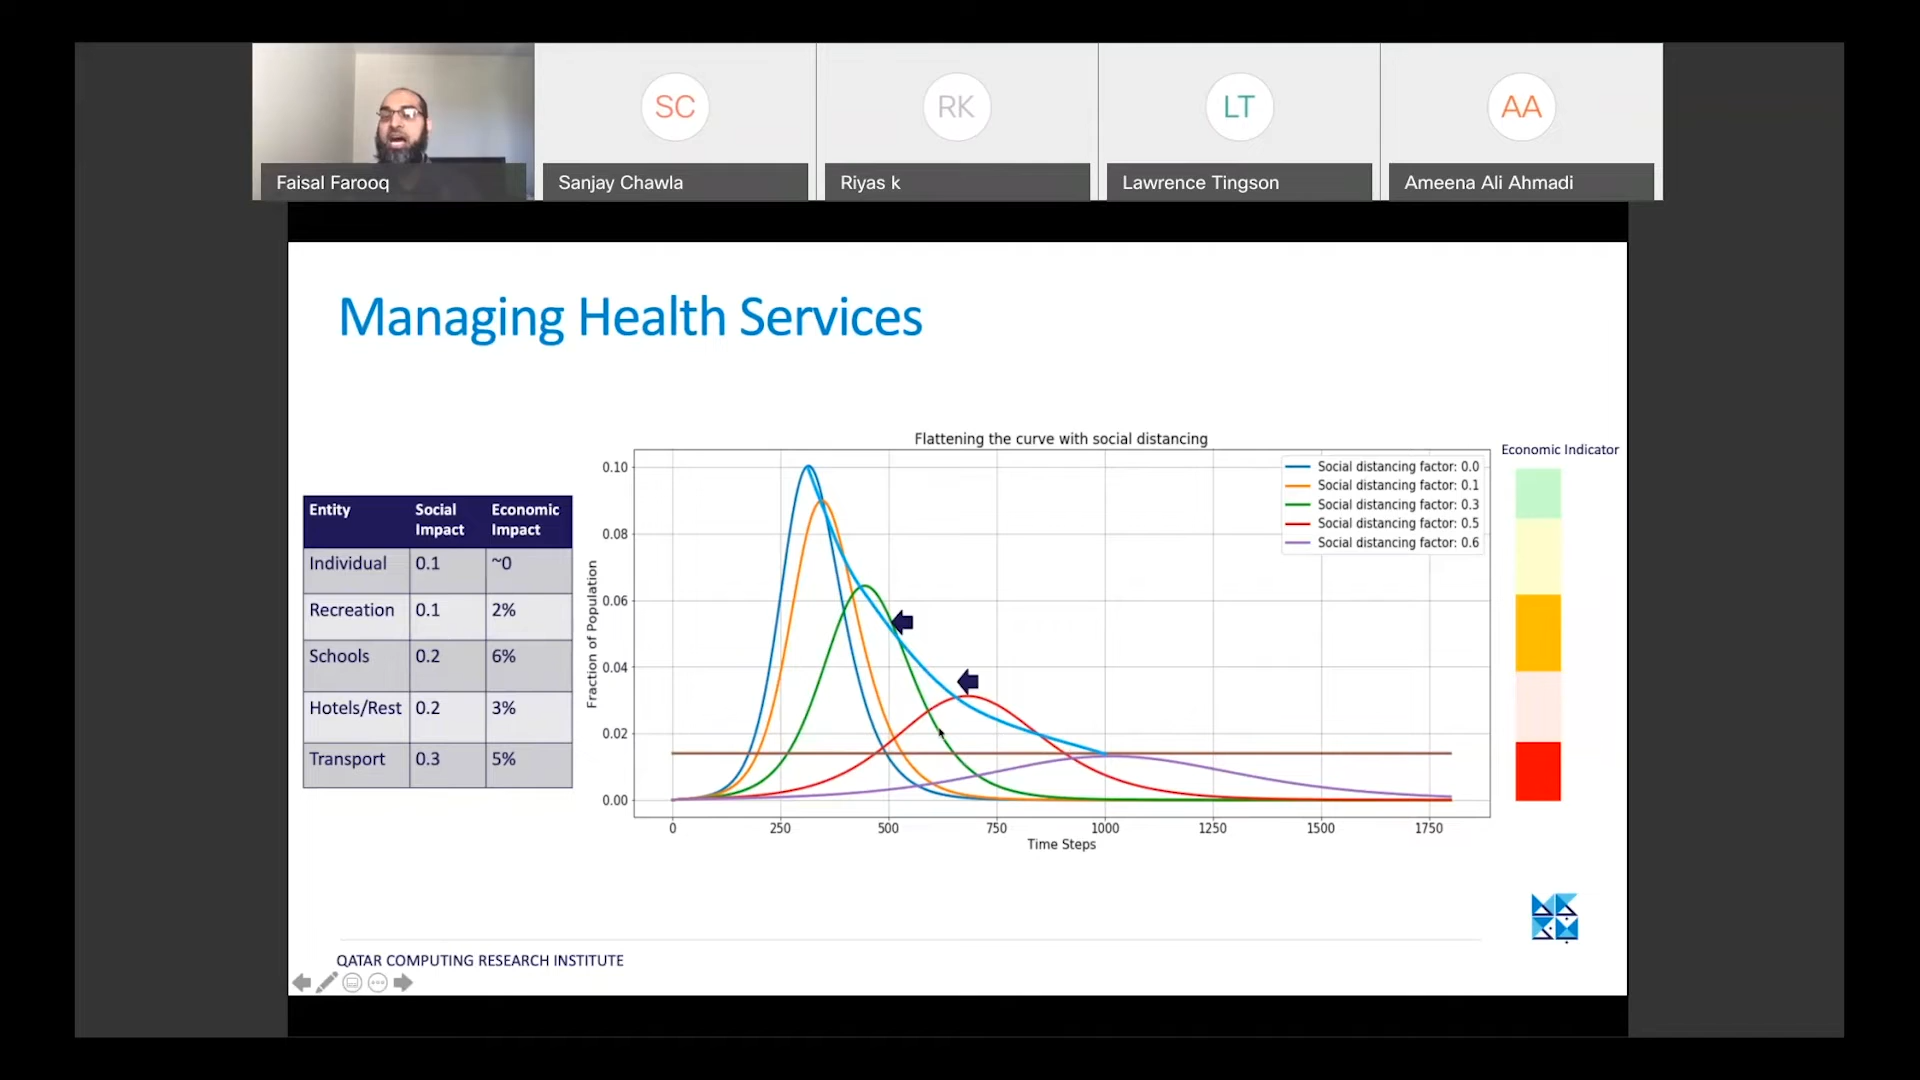 SC
RK
LT
AA
Faisal Farooq
Sanjay Chawla
Riyas k
Lawrence Tingson
Ameena Ali Ahmadi
Managing Health Services
Entity Social Impact Economic Impact
Individual 0.1 ~0
Recreation 0.1 2%
Schools 0.2 6%
Hotels/Rest 0.2 3%
Transport 0.3 5%
Flattening the curve with social distancing
Fraction of Population
0.10
0.08
0.06
0.04
0.02
0.00
0 250 500 750 1000 1250 1500 1750
Time Steps
Social distancing factor: 0.0
Social distancing factor: 0.1
Social distancing factor: 0.3
Social distancing factor: 0.5
Social distancing factor: 0.6
Economic Indicator
QATAR COMPUTING RESEARCH INSTITUTE